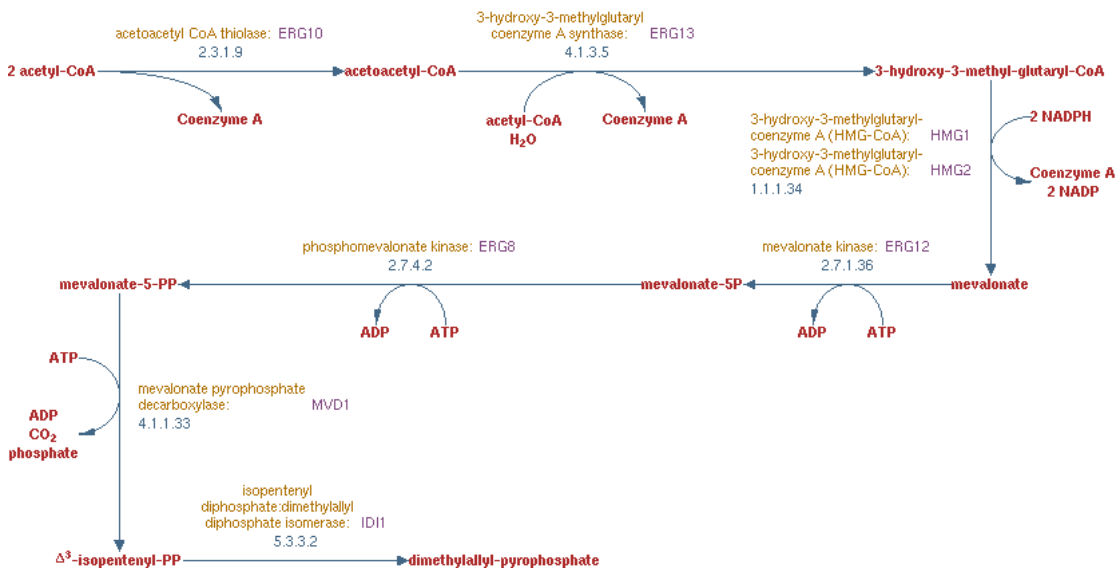 3-hydroxy-3-methylglutaryl
acetoacetyl CoA thiolase: ERG10
coenzyme A synthase: ERG13
2.3.1.9
4.1.3.5
2 acetyl-CoA
acetoacetyl-CoA
3-hydroxy-3-methyl-glutaryl-CoA
Coenzyme A
acetyl-CoA
H₂O
Coenzyme A
3-hydroxy-3-methylglutaryl-
coenzyme A (HMG-CoA): HMG1
3-hydroxy-3-methylglutaryl-
coenzyme A (HMG-CoA): HMG2
1.1.1.34
2 NADPH
Coenzyme A
2 NADP
phosphomevalonate kinase: ERG8
2.7.4.2
mevalonate kinase: ERG12
2.7.1.36
mevalonate-5-PP
mevalonate-5P
mevalonate
ADP
ATP
ADP
ATP
ATP
mevalonate pyrophosphate
decarboxylase: MVD1
4.1.1.33
ADP
CO₂
phosphate
isopentenyl
diphosphate:dimethylallyl
diphosphate isomerase: IDI1
5.3.3.2
Δ³-isopentenyl-PP
dimethylallyl-pyrophosphate